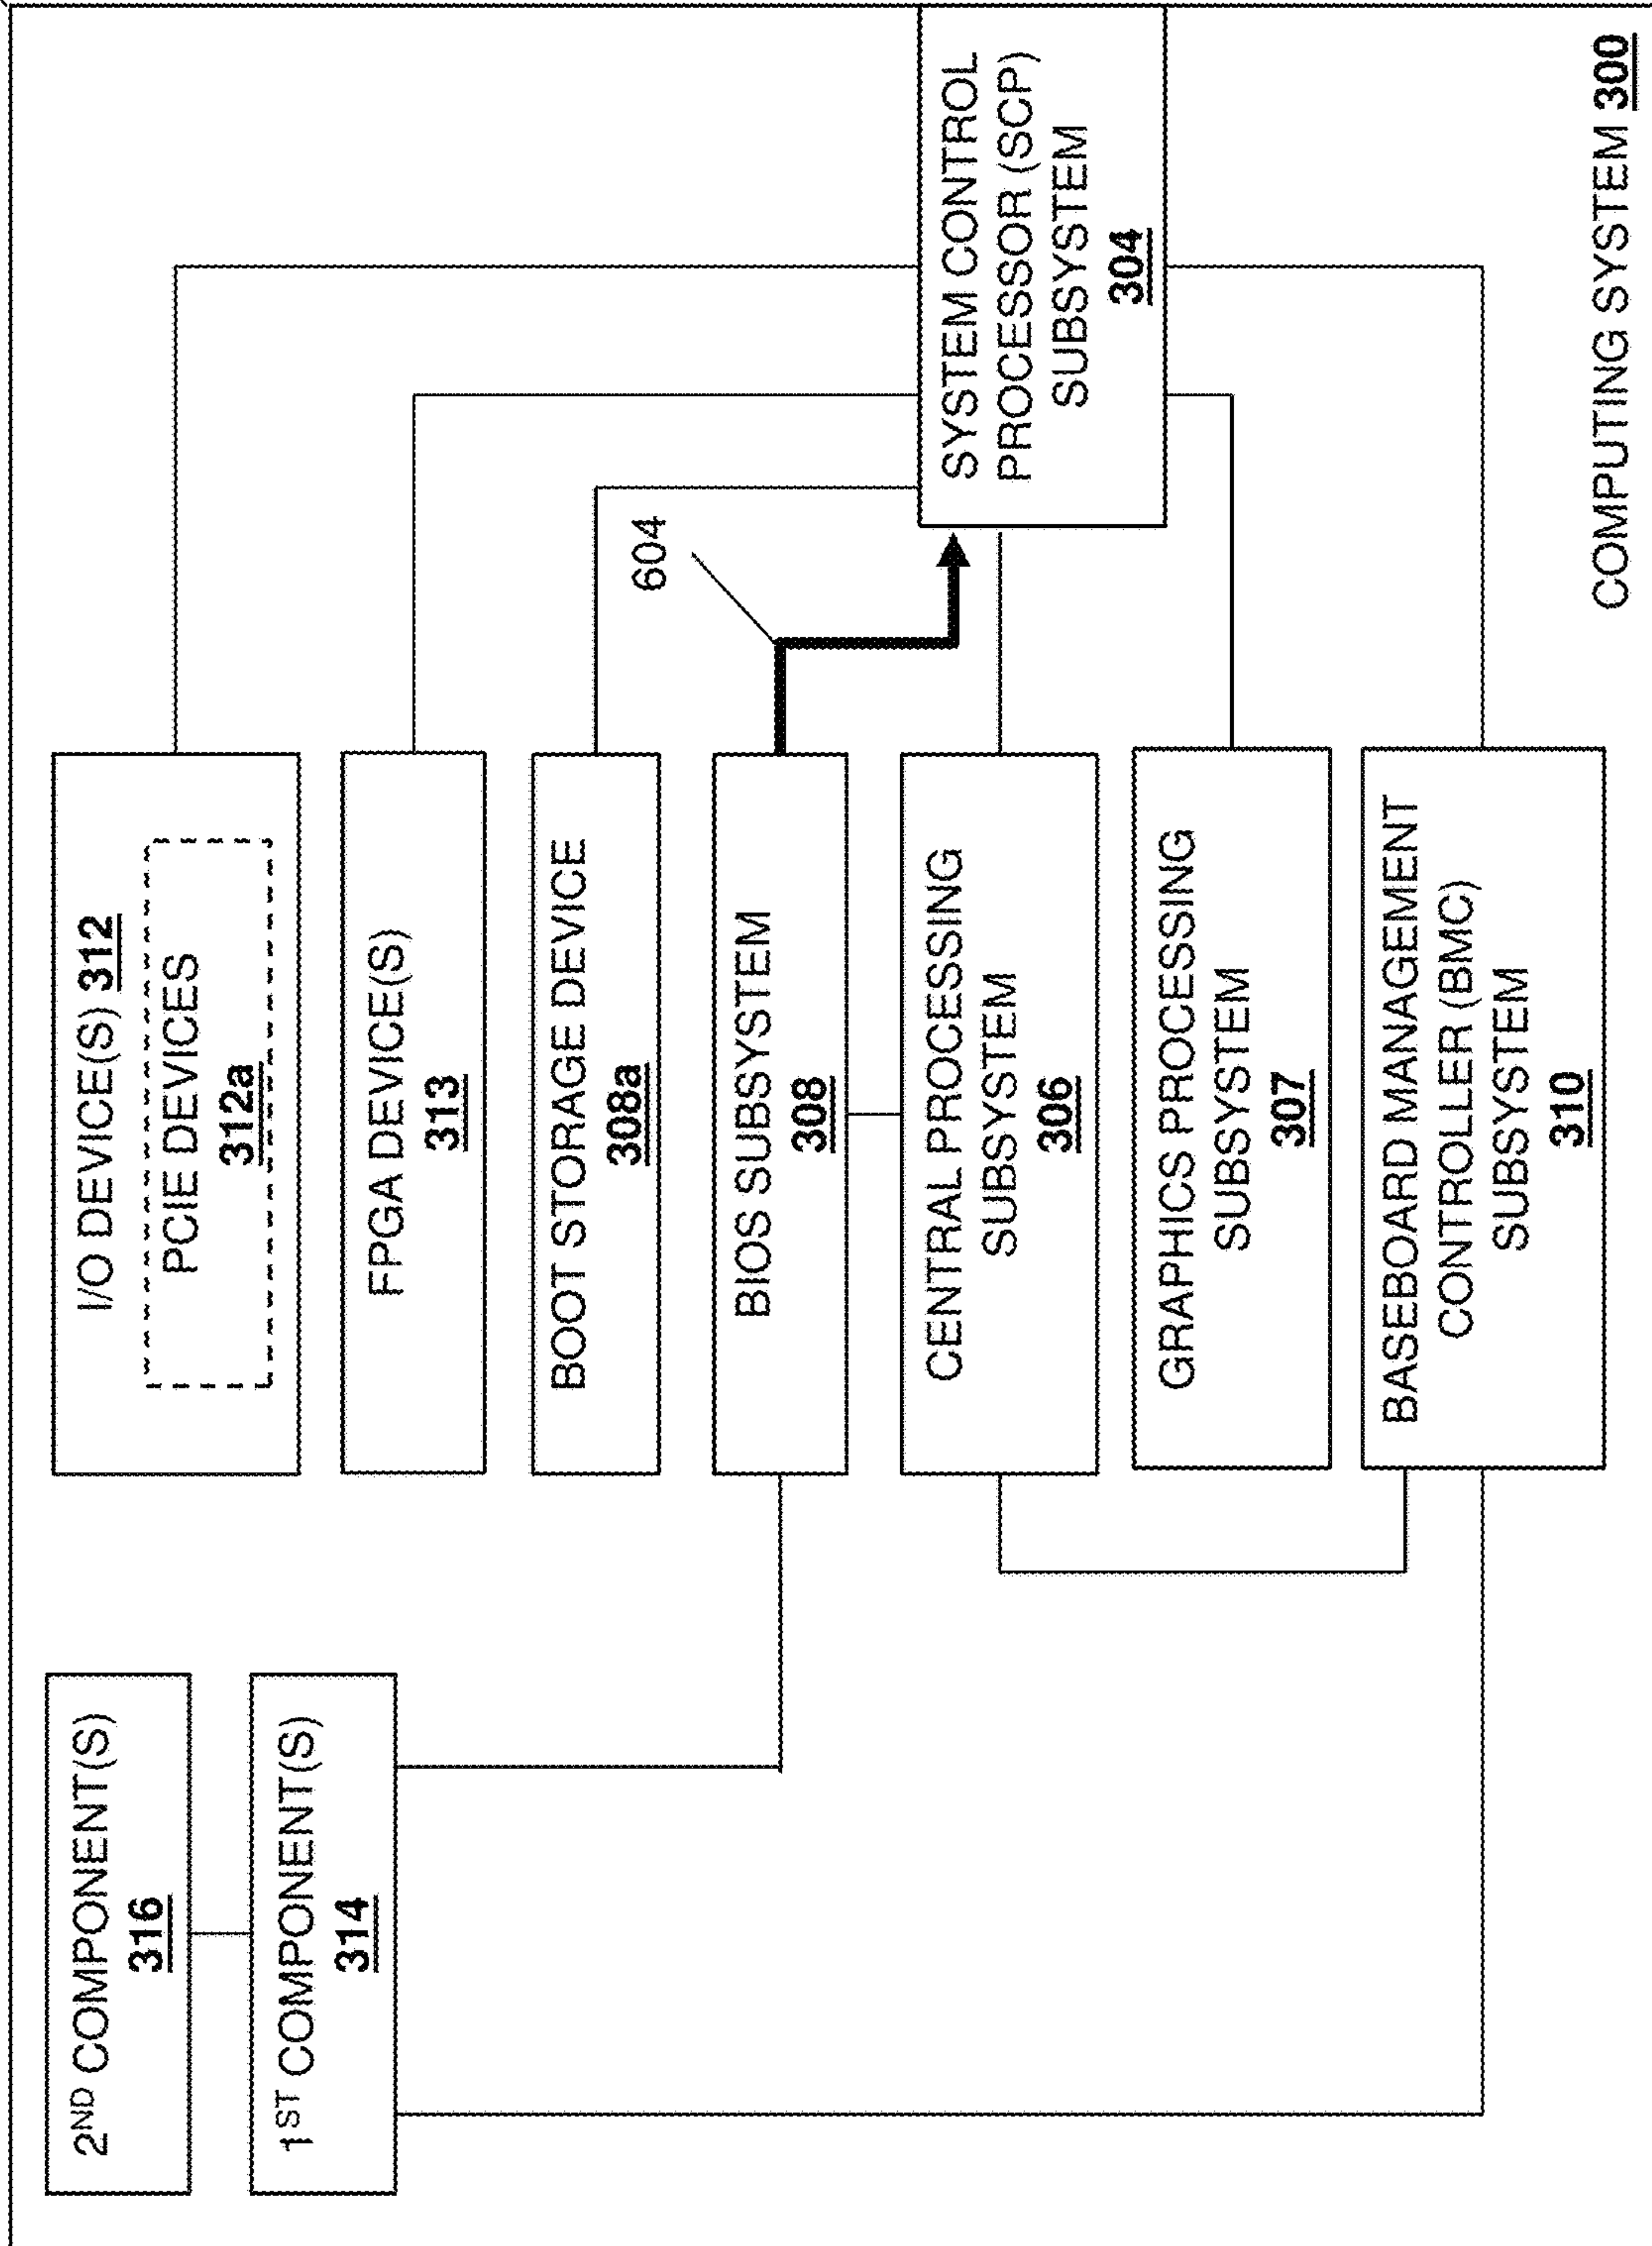 2ND COMPONENT(S)
316
1ST COMPONENT(S)
314
I/O DEVICE(S) 312
PCIE DEVICES
312a
FPGA DEVICE(S)
313
BOOT STORAGE DEVICE
308a
BIOS SUBSYSTEM
308
CENTRAL PROCESSING
SUBSYSTEM
306
GRAPHICS PROCESSING
SUBSYSTEM
307
BASEBOARD MANAGEMENT
CONTROLLER (BMC)
SUBSYSTEM
310
604
SYSTEM CONTROL
PROCESSOR (SCP)
SUBSYSTEM
304
COMPUTING SYSTEM 300